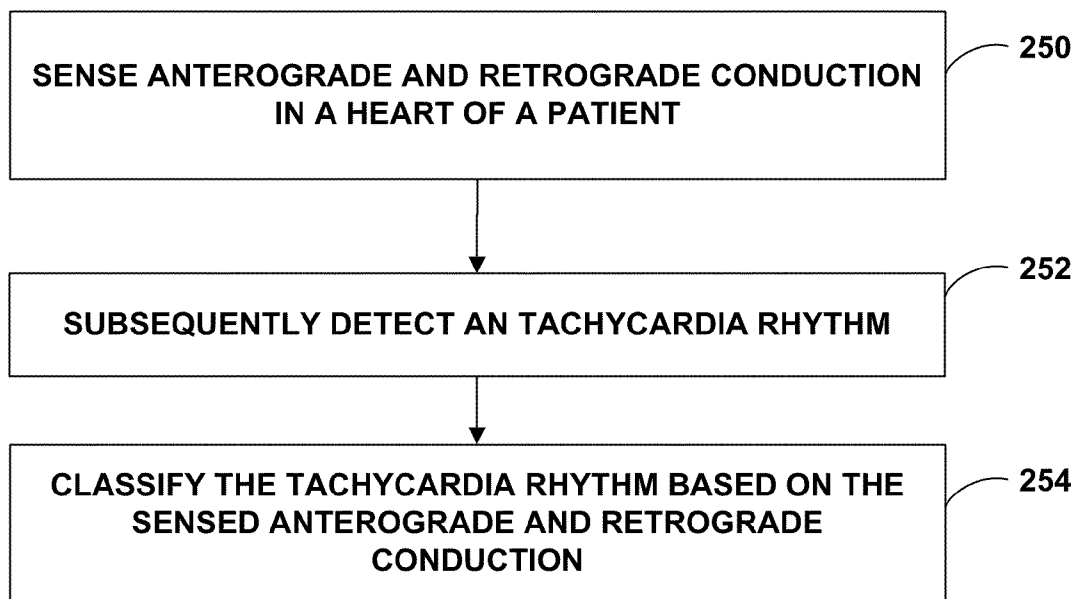 SENSE ANTEROGRADE AND RETROGRADE CONDUCTION
IN A HEART OF A PATIENT
250
SUBSEQUENTLY DETECT AN TACHYCARDIA RHYTHM
252
CLASSIFY THE TACHYCARDIA RHYTHM BASED ON THE
SENSED ANTEROGRADE AND RETROGRADE
CONDUCTION
254